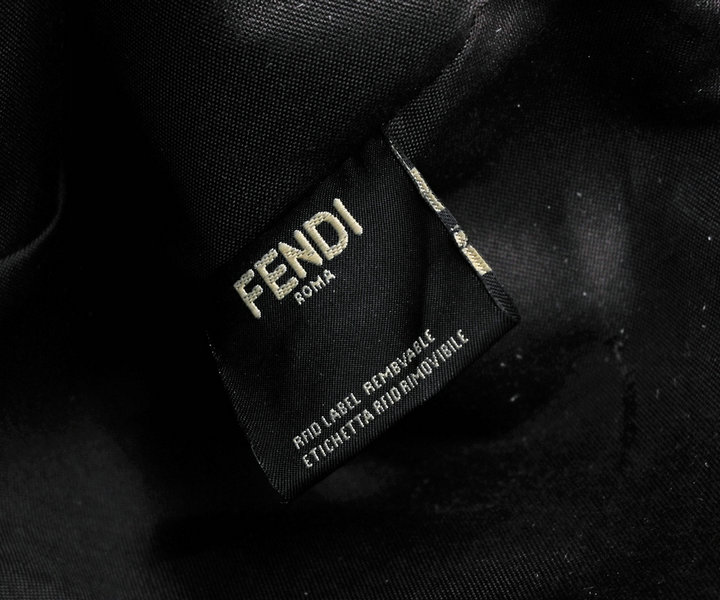 FENDI
ROMA
RFID LABEL REMBVABLE
ETICHETTA RFID RIMOVIBILE